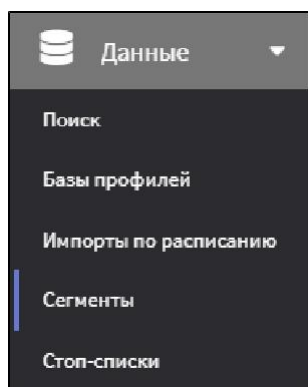 Данные
Поиск
Базы профилей
Импорты по расписанию
Сегменты
Стоп-списки